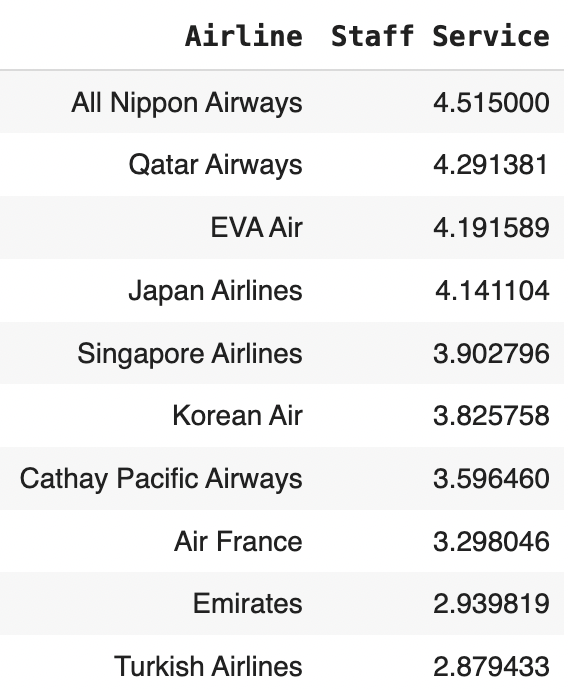 Airline Staff Service
All Nippon Airways 4.515000
Qatar Airways 4.291381
EVA Air 4.191589
Japan Airlines 4.141104
Singapore Airlines 3.902796
Korean Air 3.825758
Cathay Pacific Airways 3.596460
Air France 3.298046
Emirates 2.939819
Turkish Airlines 2.879433